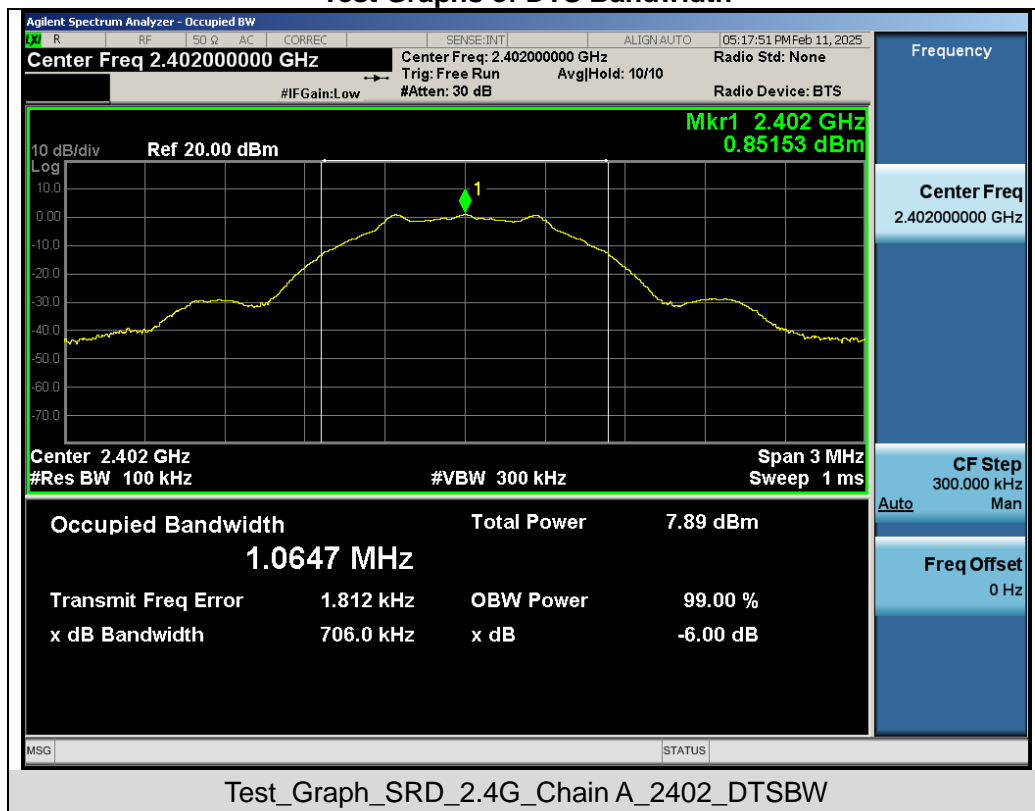 Test Graphs of DTS Bandwidth
Agilent Spectrum Analyzer - Occupied BW
LXI R RF 50 Ω AC CORREC SENSE:INT ALIGN AUTO 05:17:51 PM Feb 11, 2025
Center Freq 2.402000000 GHz
Center Freq: 2.402000000 GHz Radio Std: None
Trig: Free Run Avg|Hold: 10/10
#IFGain:Low #Atten: 30 dB Radio Device: BTS
Mkr1 2.402 GHz
0.85153 dBm
10 dB/div Ref 20.00 dBm
Log
10.0
0.00
-10.0
-20.0
-30.0
-40.0
-50.0
-60.0
-70.0
1
Center 2.402 GHz Span 3 MHz
#Res BW 100 kHz #VBW 300 kHz Sweep 1 ms
Occupied Bandwidth Total Power 7.89 dBm
1.0647 MHz
Transmit Freq Error 1.812 kHz OBW Power 99.00 %
x dB Bandwidth 706.0 kHz x dB -6.00 dB
MSG STATUS
Frequency
Center Freq
2.402000000 GHz
CF Step
300.000 kHz
Auto Man
Freq Offset
0 Hz
Test_Graph_SRD_2.4G_Chain A_2402_DTSBW